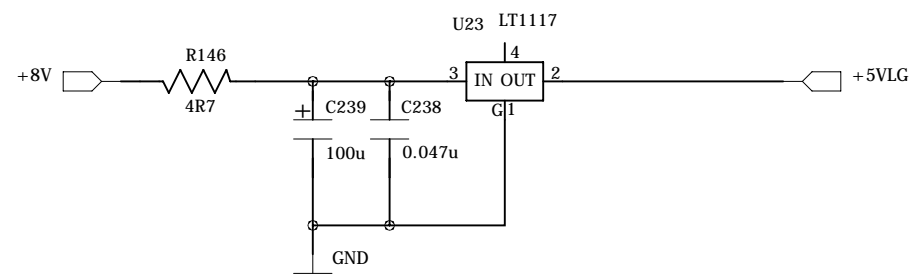 U23 LT1117
R146
4
+8V
3
IN OUT
2
+5VLG
4R7
G
1
+
C239
C238
100u
0.047u
GND